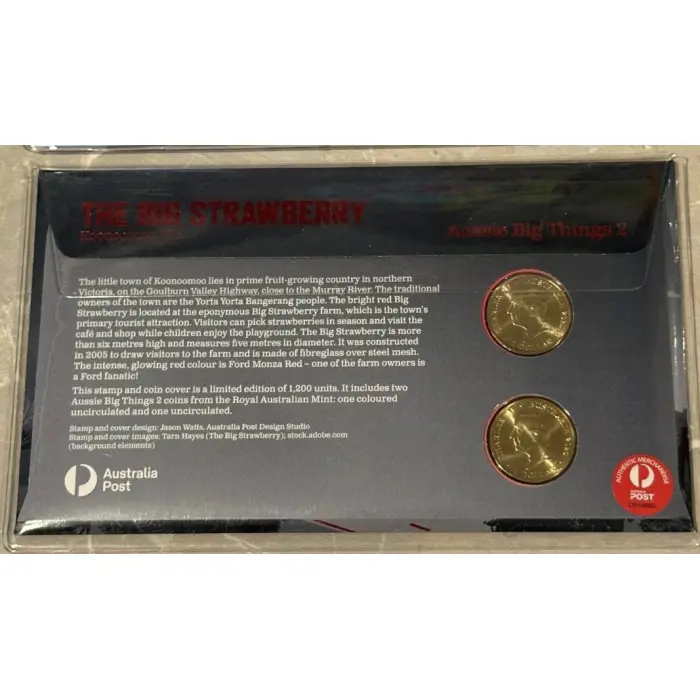 THE BIG STRAWBERRY
Aussie Big Things 2
The little town of Koonoomoo lies in prime fruit-growing country in northern
Victoria, on the Goulburn Valley Highway, close to the Murray River. The traditional
owners of the town are the Yorta Yorta Bangerang people. The bright red Big
Strawberry is located at the eponymous Big Strawberry farm, which is the town's
primary tourist attraction. Visitors can pick strawberries in season and visit the
café and shop while children enjoy the playground. The Big Strawberry is more
than six metres high and measures five metres in diameter. It was constructed
in 2005 to draw visitors to the farm and is made of fibreglass over steel mesh.
The intense, glowing red colour is Ford Monza Red – one of the farm owners is
a Ford fanatic!
This stamp and coin cover is a limited edition of 1,200 units. It includes two
Aussie Big Things 2 coins from the Royal Australian Mint: one coloured
uncirculated and one uncirculated.
Stamp and cover design: Jason Watts, Australia Post Design Studio
Stamp and cover images: Tarn Hayes (The Big Strawberry); stock.adobe.com
(background elements)
Australia
Post
AUTHENTIC MERCHANDISE
POST